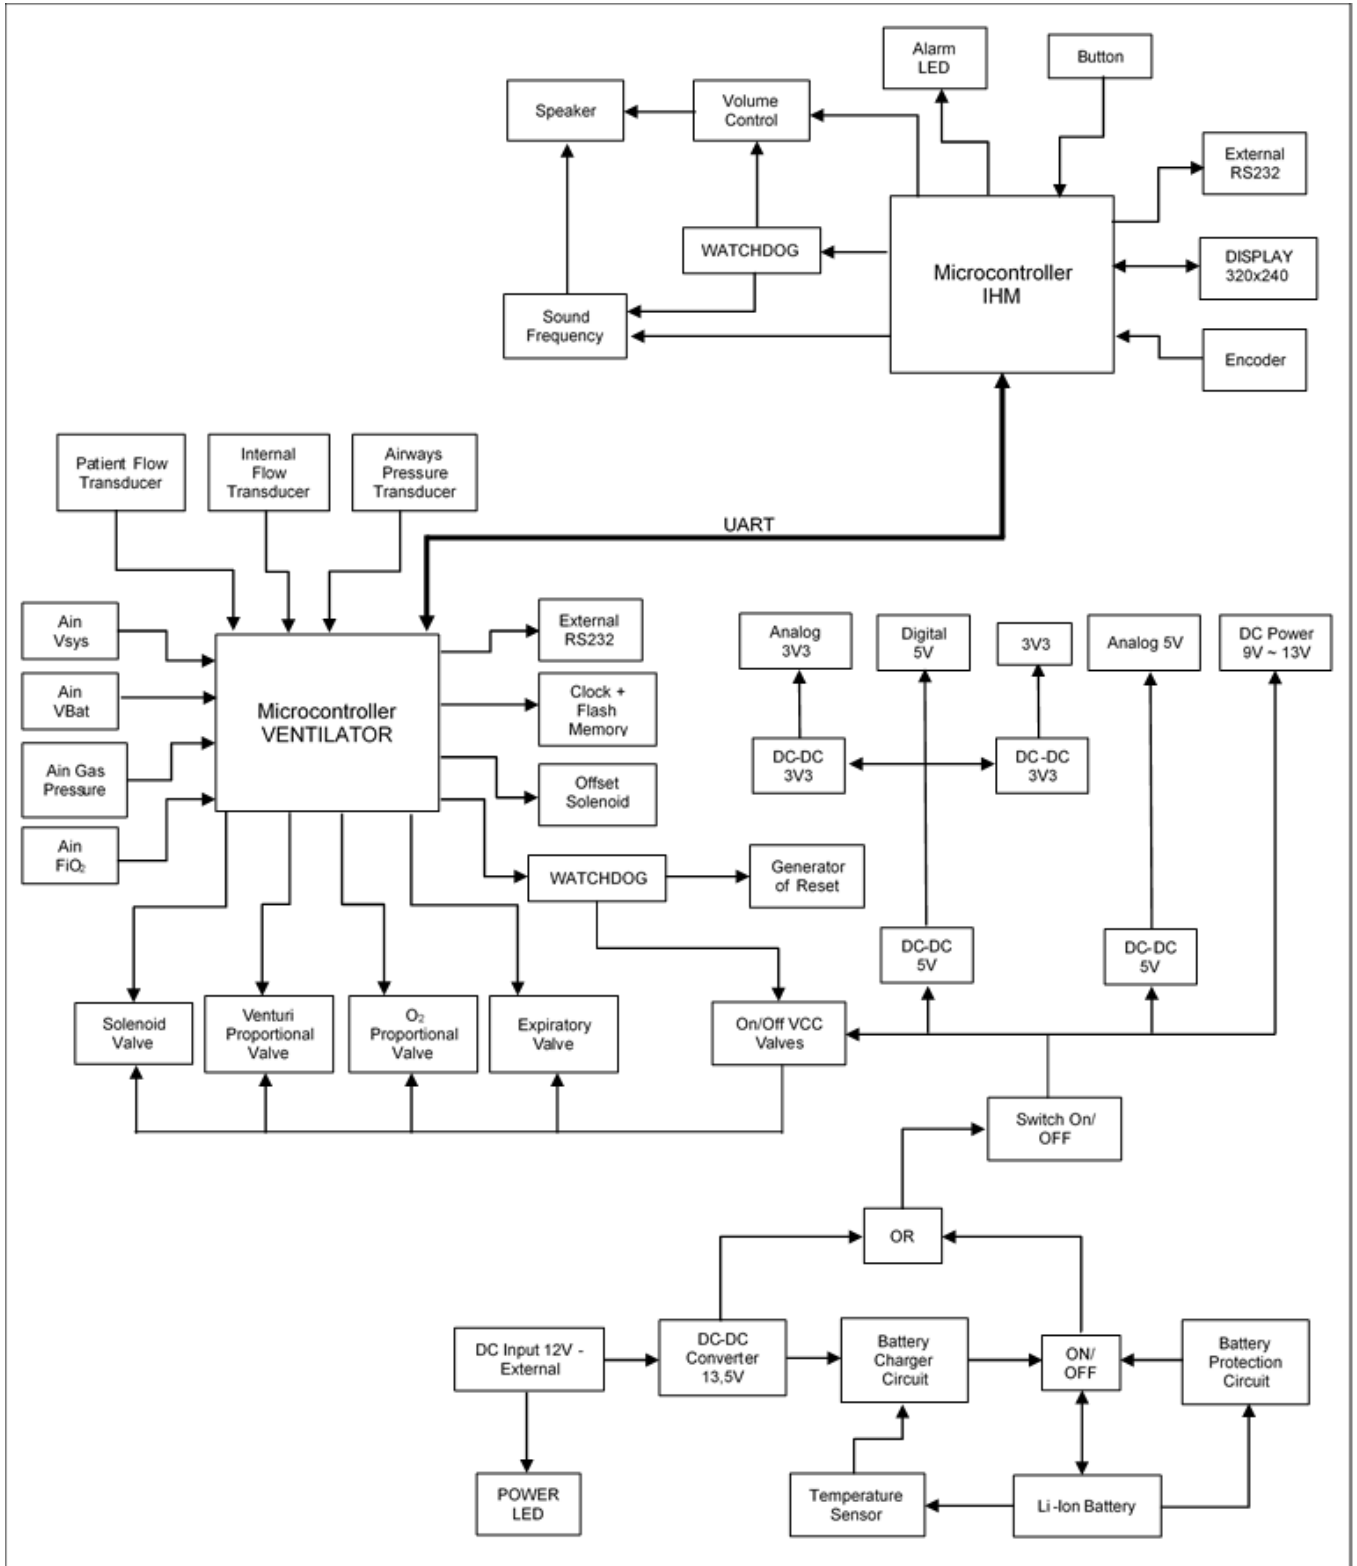 Alarm
LED
Button
Speaker
Volume
Control
External
RS232
WATCHDOG
Microcontroller
IHM
DISPLAY
320x240
Sound
Frequency
Encoder
Patient Flow
Transducer
Internal
Flow
Transducer
Airways
Pressure
Transducer
UART
Ain
Vsys
External
RS232
Analog
3V3
Digital
5V
3V3
Analog 5V
DC Power
9V ~ 13V
Ain
VBat
Microcontroller
VENTILATOR
Clock +
Flash
Memory
Ain Gas
Pressure
Offset
Solenoid
DC-DC
3V3
DC-DC
3V3
Ain
FiO₂
WATCHDOG
Generator
of Reset
DC-DC
5V
DC-DC
5V
Solenoid
Valve
Venturi
Proportional
Valve
O₂
Proportional
Valve
Expiratory
Valve
On/Off VCC
Valves
Switch On/
OFF
OR
DC Input 12V -
External
DC-DC
Converter
13,5V
Battery
Charger
Circuit
ON/
OFF
Battery
Protection
Circuit
POWER
LED
Temperature
Sensor
Li-Ion Battery